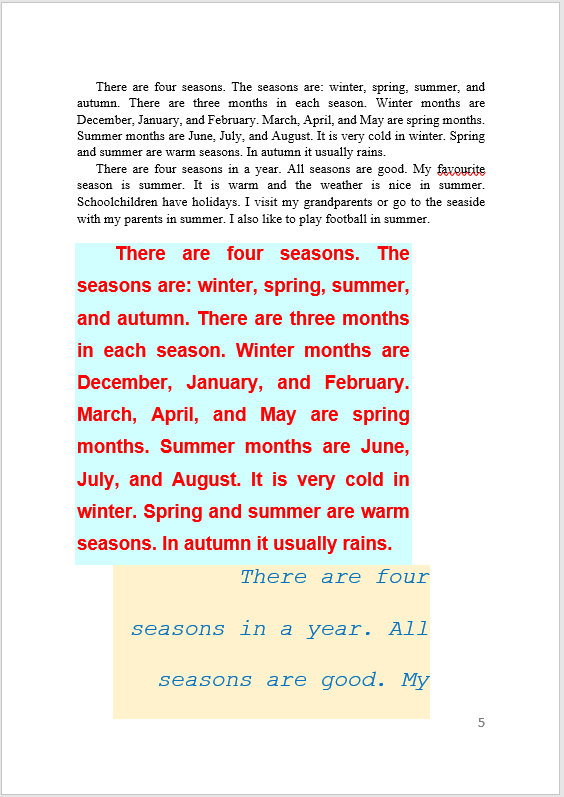 There are four seasons. The seasons are: winter, spring, summer, and
autumn. There are three months in each season. Winter months are
December, January, and February. March, April, and May are spring months.
Summer months are June, July, and August. It is very cold in winter. Spring
and summer are warm seasons. In autumn it usually rains.
There are four seasons in a year. All seasons are good. My favourite
season is summer. It is warm and the weather is nice in summer.
Schoolchildren have holidays. I visit my grandparents or go to the seaside
with my parents in summer. I also like to play football in summer.
There are four seasons. The
seasons are: winter, spring, summer,
and autumn. There are three months
in each season. Winter months are
December, January, and February.
March, April, and May are spring
months. Summer months are June,
July, and August. It is very cold in
winter. Spring and summer are warm
seasons. In autumn it usually rains.
There are four
seasons in a year. All
seasons are good. My
5